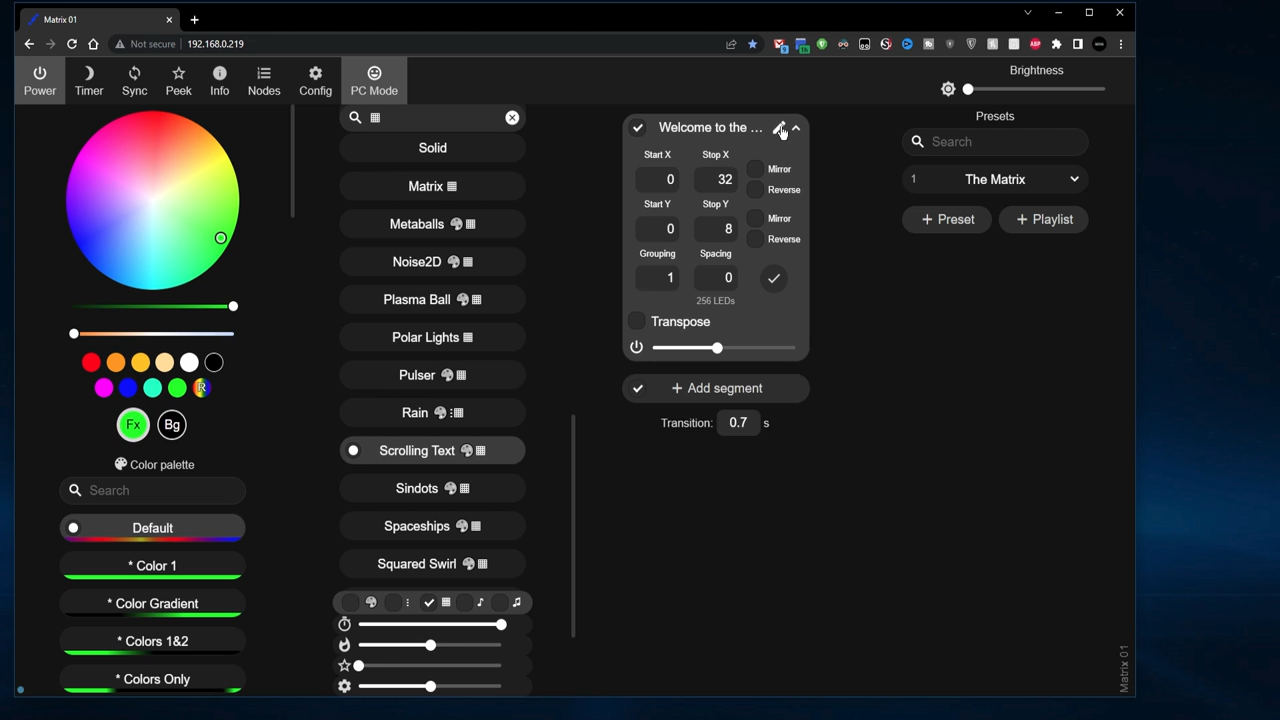 Matrix 01
Not secure
192.168.0.219
Power
Timer
Sync
Peek
Info
Nodes
Config
PC Mode
Brightness
R
Fx
Bg
Color palette
Search
Default
* Color 1
* Color Gradient
* Colors 1&2
* Colors Only
Solid
Matrix
Metaballs
Noise2D
Plasma Ball
Polar Lights
Pulser
Rain
Scrolling Text
Sindots
Spaceships
Squared Swirl
Welcome to the ...
Start X
Stop X
0
32
Mirror
Reverse
Start Y
Stop Y
0
8
Mirror
Reverse
Grouping
Spacing
1
0
256 LEDs
Transpose
+ Add segment
Transition: 0.7 s
Presets
Search
1 The Matrix
+ Preset
+ Playlist
Matrix 01